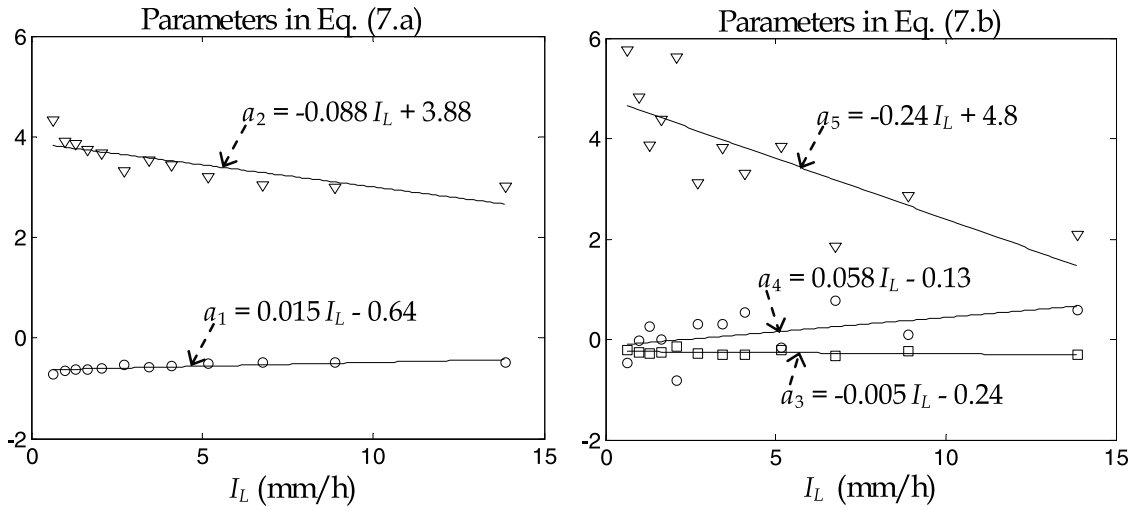 Parameters in Eq. (7.a)
6
4
2
0
-2
a2 = -0.088 IL + 3.88
a1 = 0.015 IL - 0.64
0 5 10 15
IL (mm/h)
Parameters in Eq. (7.b)
6
4
2
0
-2
a5 = -0.24 IL + 4.8
a4 = 0.058 IL - 0.13
a3 = -0.005 IL - 0.24
0 5 10 15
IL (mm/h)